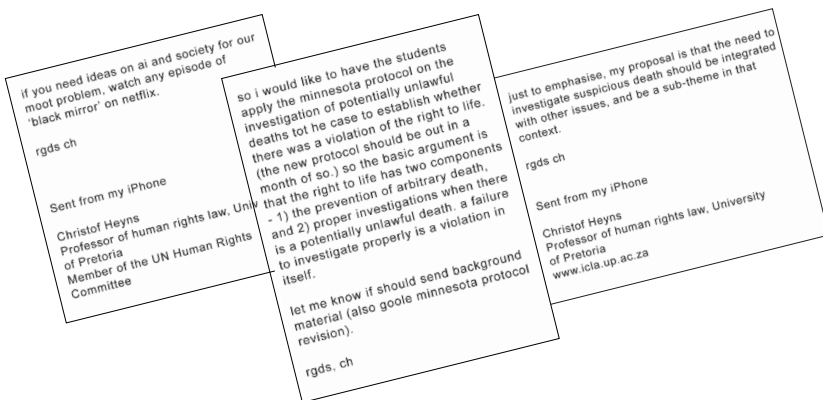 if you need ideas on ai and society for our
moot problem, watch any episode of
'black mirror' on netflix.
rgds ch
Sent from my iPhone
Christof Heyns
Professor of human rights law, Univ
of Pretoria
Member of the UN Human Rights
Committee
so i would like to have the students
apply the minnesota protocol on the
investigation of potentially unlawful
deaths tot he case to establish whether
there was a violation of the right to life.
(the new protocol should be out in a
month of so.) so the basic argument is
that the right to life has two components
- 1) the prevention of arbitrary death,
and 2) proper investigations when there
is a potentially unlawful death. a failure
to investigate properly is a violation in
itself.
let me know if should send background
material (also goole minnesota protocol
revision).
rgds, ch
just to emphasise, my proposal is that the need to
investigate suspicious death should be integrated
with other issues, and be a sub-theme in that
context.
rgds ch
Sent from my iPhone
Christof Heyns
Professor of human rights law, University
of Pretoria
www.icla.up.ac.za